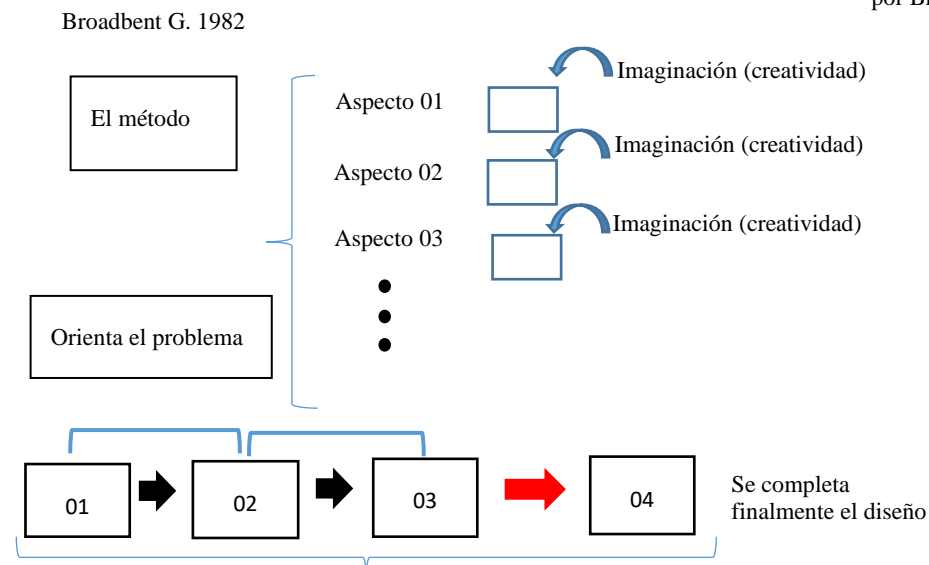 por
Broadbent G. 1982
Imaginación (creatividad)
Aspecto 01
El método
Imaginación (creatividad)
Aspecto 02
Imaginación (creatividad)
Aspecto 03
Orienta el problema
01
02
03
04
Se completa
finalmente el diseño